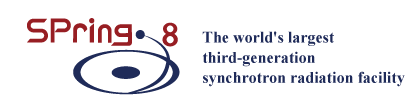 SPring-8
The world's largest
third-generation
synchrotron radiation facility